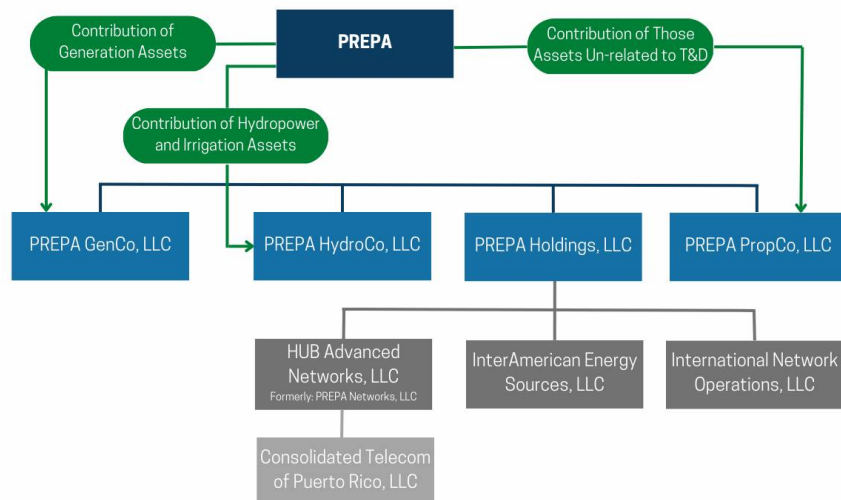 Contribution of
Generation Assets
PREPA
Contribution of Those
Assets Un-related to T&D
Contribution of Hydropower
and Irrigation Assets
PREPA GenCo, LLC
PREPA HydroCo, LLC
PREPA Holdings, LLC
PREPA PropCo, LLC
HUB Advanced
Networks, LLC
Formerly: PREPA Networks, LLC
InterAmerican Energy
Sources, LLC
International Network
Operations, LLC
Consolidated Telecom
of Puerto Rico, LLC